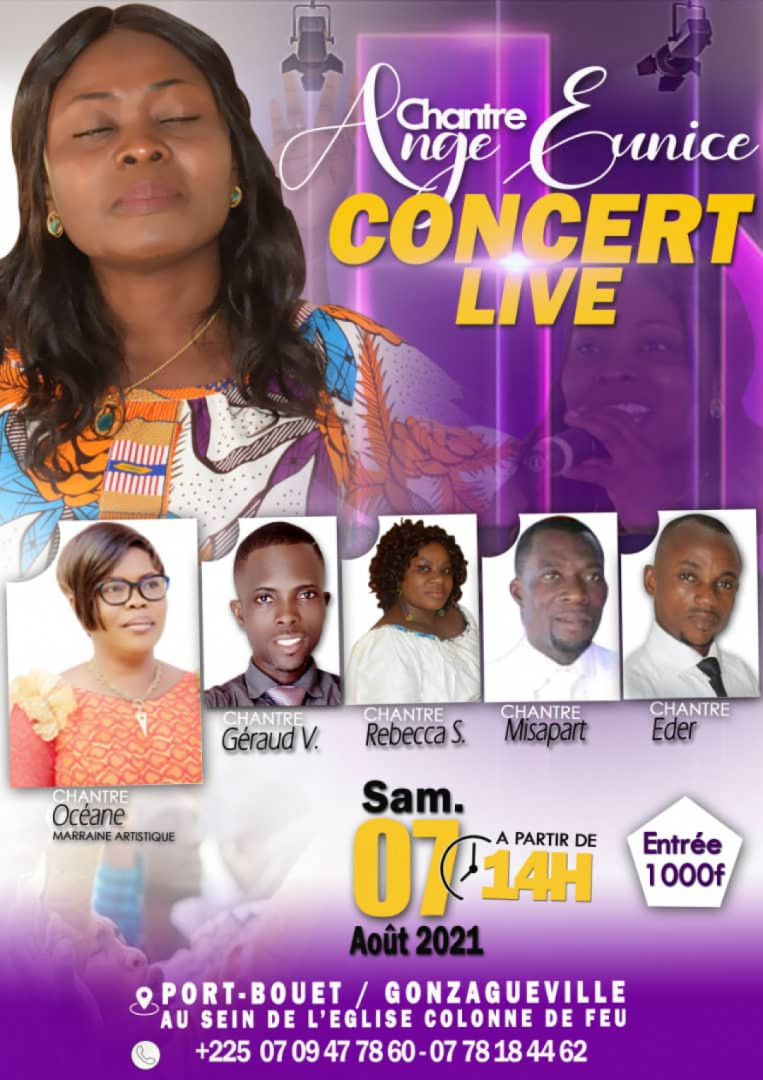 Chantre
Ange Eunice
CONCERT
LIVE
CHANTRE
Océane
MARRAINE ARTISTIQUE
CHANTRE
Géraud V.
CHANTRE
Rebecca S.
CHANTRE
Misapart
CHANTRE
Eder
Sam.
07
Août 2021
A PARTIR DE
14H
Entrée
1000f
PORT-BOUET / GONZAGUEVILLE
AU SEIN DE L'EGLISE COLONNE DE FEU
+225 07 09 47 78 60 - 07 78 18 44 62